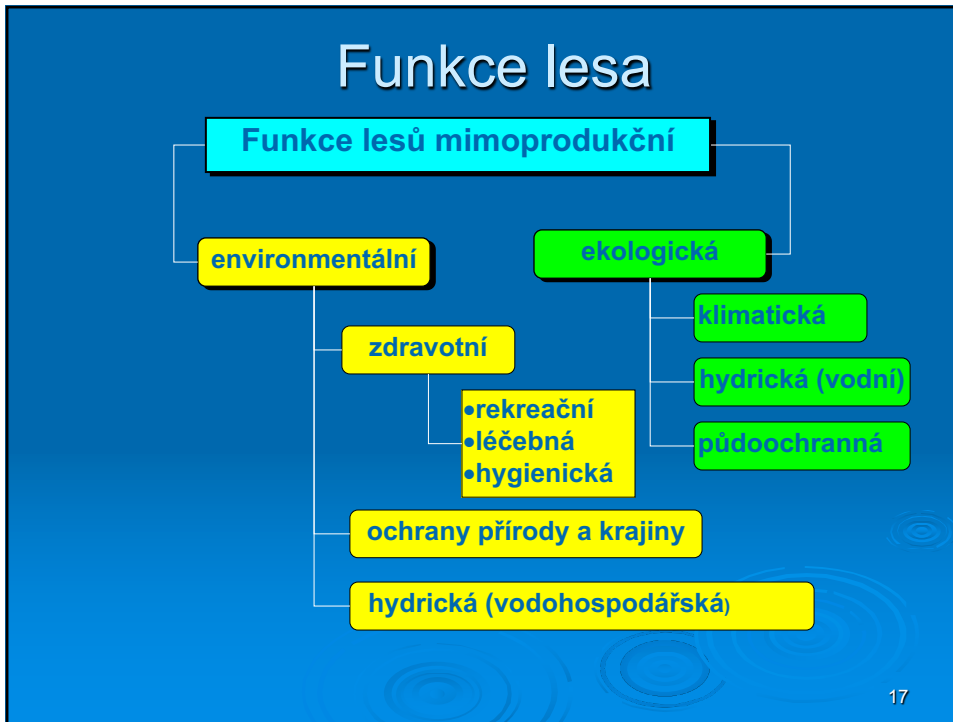 Funkce lesa
Funkce lesů mimoprodukční
environmentální
zdravotní
•rekreační
•léčebná
•hygienická
ochrany přírody a krajiny
hydrická (vodohospodářská)
ekologická
klimatická
hydrická (vodní)
půdoochranná
17